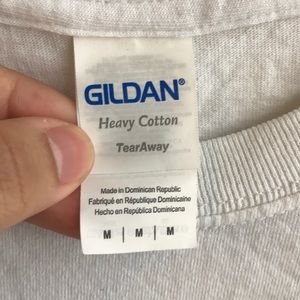 GILDAN®
Heavy Cotton
TearAway
Made in Dominican Republic
Fabriqué en République Dominicaine
Hecho en República Dominicana
M | M | M